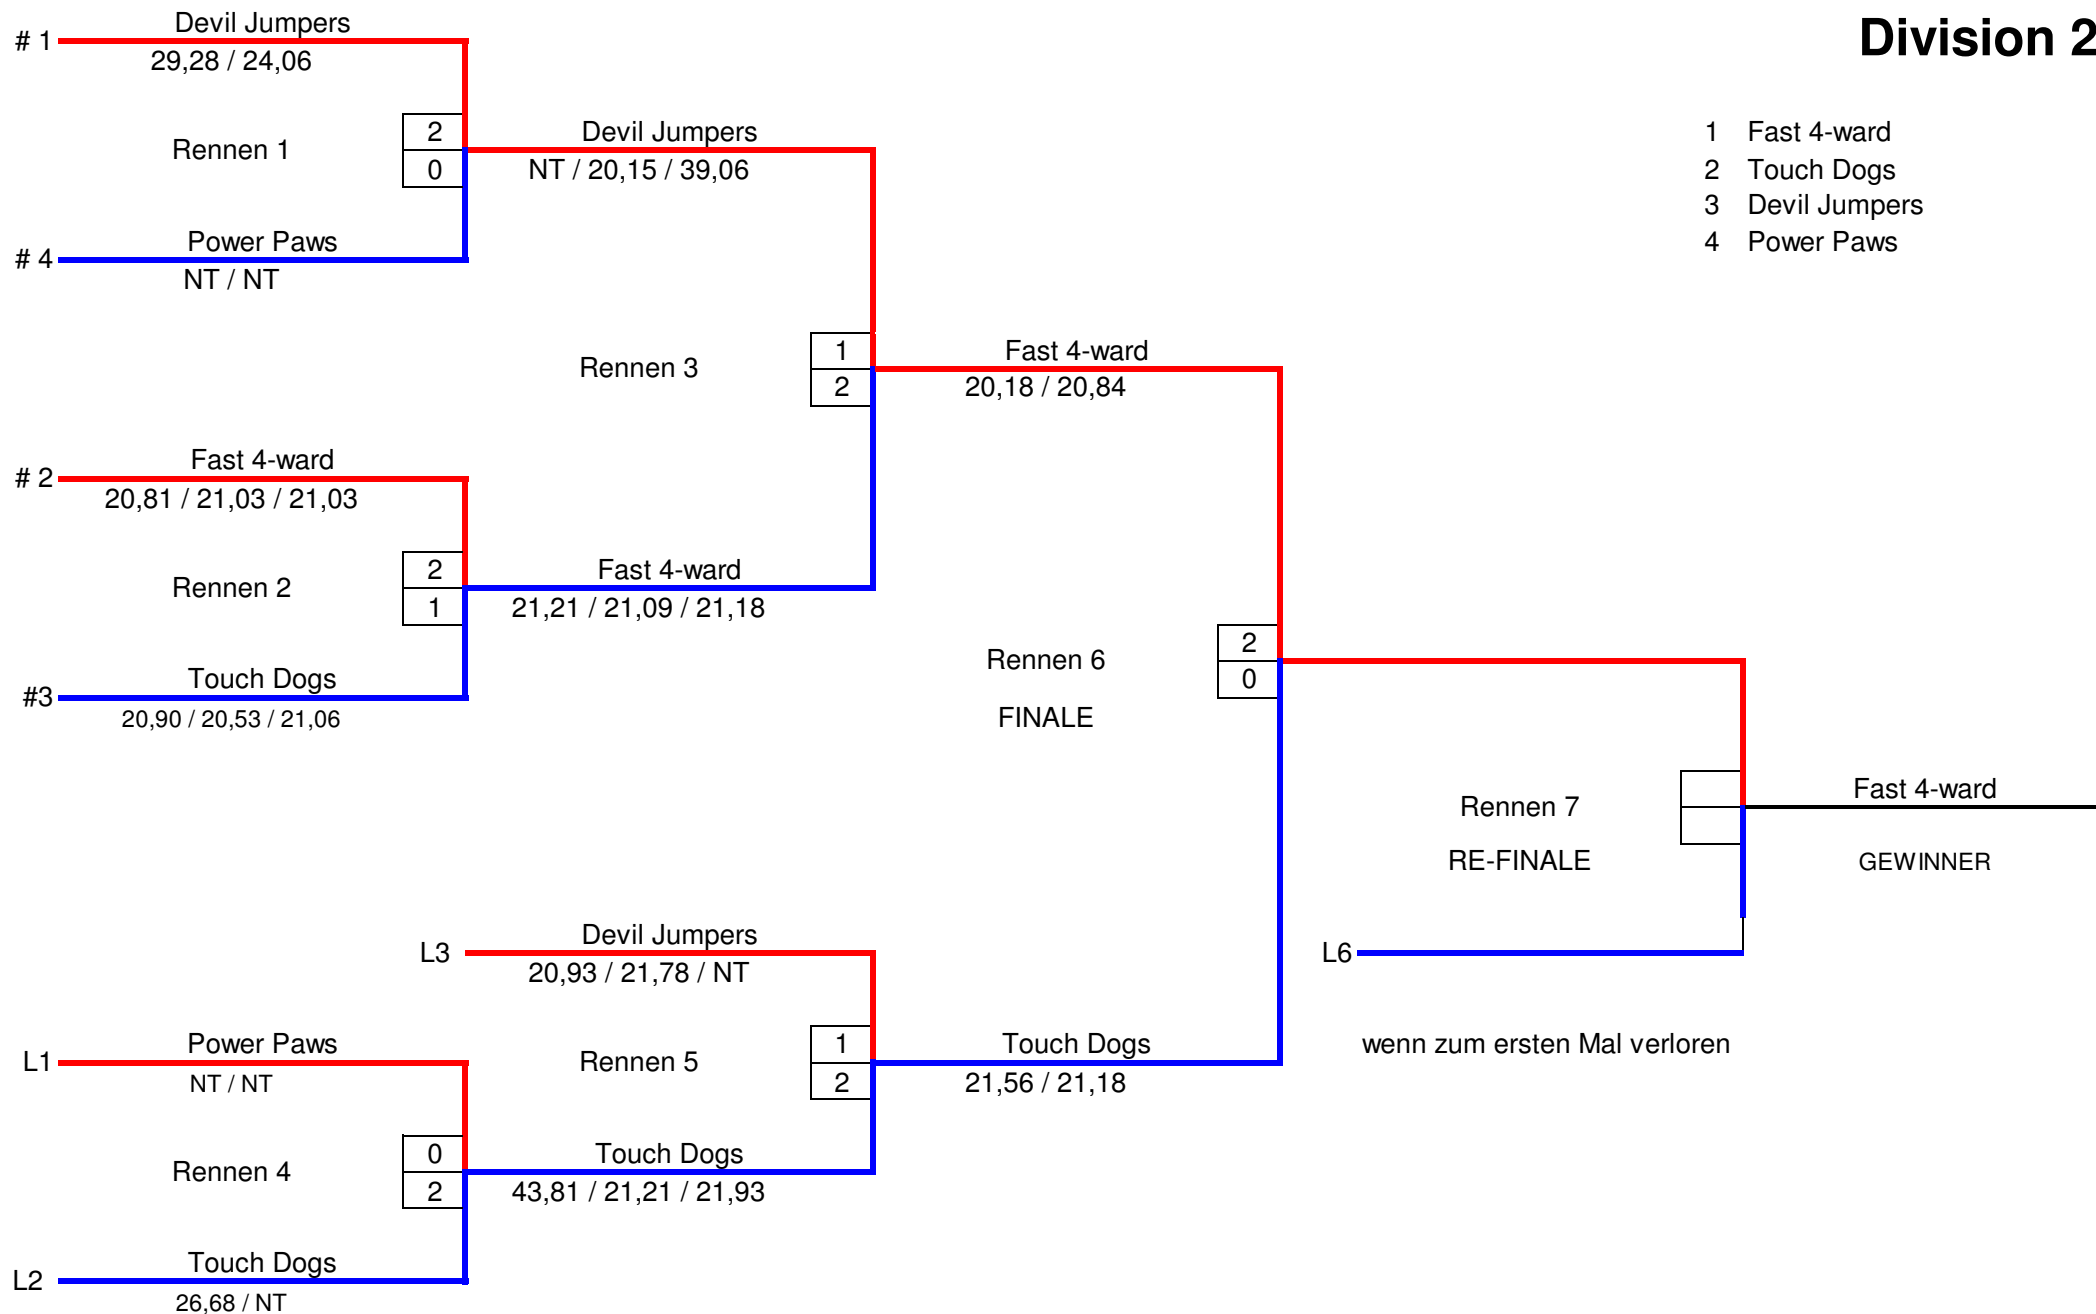 Division 2
# 1
Devil Jumpers
29,28 / 24,06
Rennen 1
2
0
Power Paws
# 4
NT / NT
Devil Jumpers
NT / 20,15 / 39,06
1 Fast 4-ward
2 Touch Dogs
3 Devil Jumpers
4 Power Paws
Rennen 3
1
2
Fast 4-ward
20,18 / 20,84
Fast 4-ward
# 2
20,81 / 21,03 / 21,03
Rennen 2
2
1
Fast 4-ward
21,21 / 21,09 / 21,18
Touch Dogs
#3
20,90 / 20,53 / 21,06
Rennen 6
2
0
FINALE
Rennen 7
RE-FINALE
Fast 4-ward
GEWINNER
L3
Devil Jumpers
20,93 / 21,78 / NT
L6
wenn zum ersten Mal verloren
Rennen 5
1
2
Touch Dogs
21,56 / 21,18
Power Paws
L1
NT / NT
Rennen 4
0
2
Touch Dogs
43,81 / 21,21 / 21,93
Touch Dogs
L2
26,68 / NT